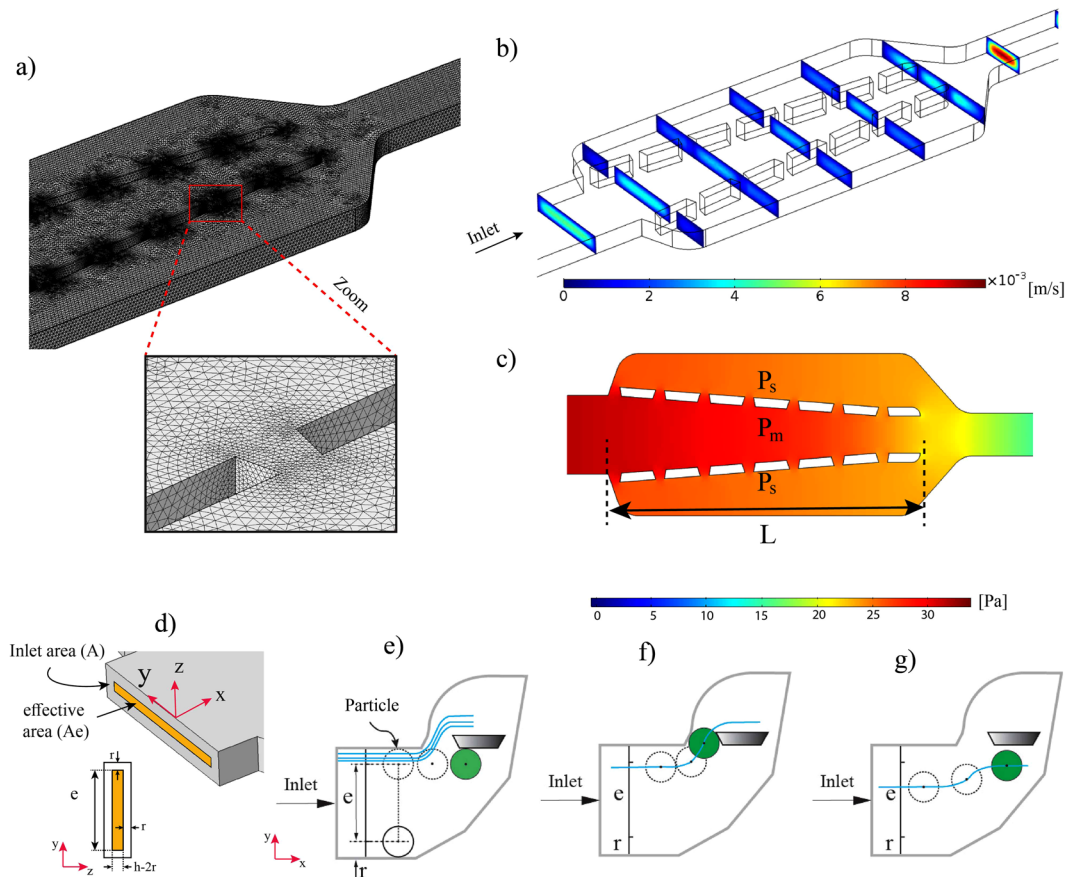 a)
Zoom
b)
Inlet
×10⁻³
0 2 4 6 8 [m/s]
c)
Pₛ
Pₘ
Pₛ
L
0 5 10 15 20 25 30 [Pa]
d)
Inlet area (A)
effective
area (Ae)
z
y
x
r
e
r
h-2r
y
z
e)
Particle
Inlet
e
r
y
x
f)
Inlet
e
r
g)
Inlet
e
r